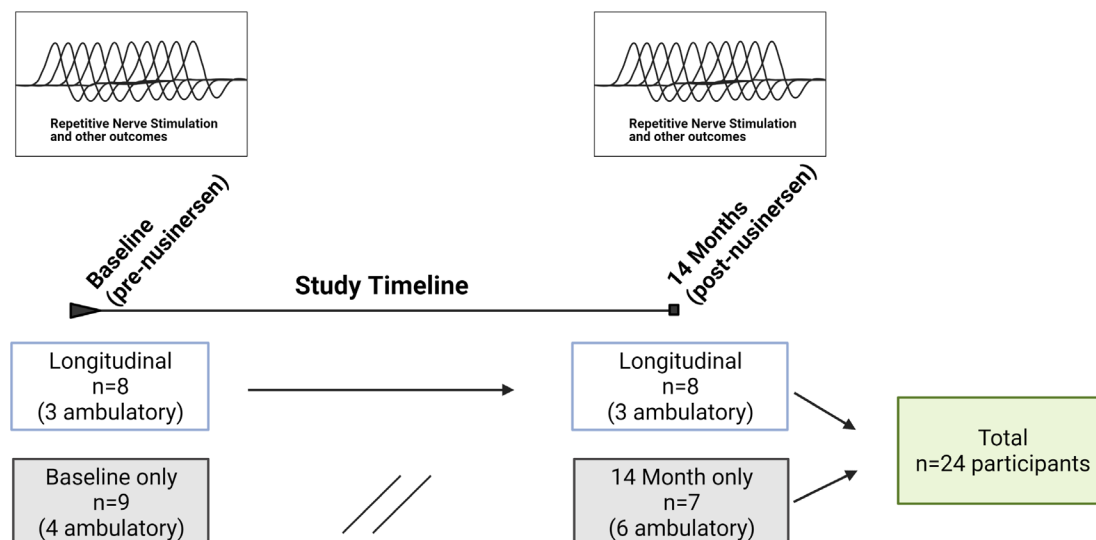 Repetitive Nerve Stimulation
and other outcomes
Repetitive Nerve Stimulation
and other outcomes
Baseline
(pre-nusinersen)
14 Months
(post-nusinersen)
Study Timeline
Longitudinal
n=8
(3 ambulatory)
Longitudinal
n=8
(3 ambulatory)
Total
n=24 participants
Baseline only
n=9
(4 ambulatory)
14 Month only
n=7
(6 ambulatory)